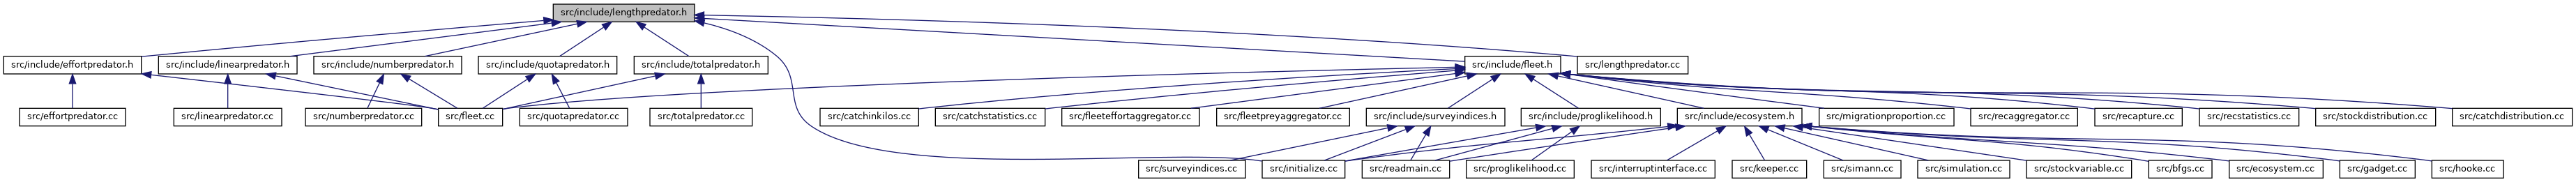 src/include/lengthpredator.h
src/include/effortpredator.h
src/include/linearpredator.h
src/include/numberpredator.h
src/include/quotapredator.h
src/include/totalpredator.h
src/include/fleet.h
src/lengthpredator.cc
src/effortpredator.cc
src/linearpredator.cc
src/numberpredator.cc
src/fleet.cc
src/quotapredator.cc
src/totalpredator.cc
src/catchinkilos.cc
src/catchstatistics.cc
src/fleeteffortaggregator.cc
src/fleetpreyaggregator.cc
src/include/surveyindices.h
src/include/proglikelihood.h
src/include/ecosystem.h
src/migrationproportion.cc
src/recaggregator.cc
src/recapture.cc
src/recstatistics.cc
src/stockdistribution.cc
src/catchdistribution.cc
src/surveyindices.cc
src/initialize.cc
src/readmain.cc
src/proglikelihood.cc
src/interruptinterface.cc
src/keeper.cc
src/simann.cc
src/simulation.cc
src/stockvariable.cc
src/bfgs.cc
src/ecosystem.cc
src/gadget.cc
src/hooke.cc